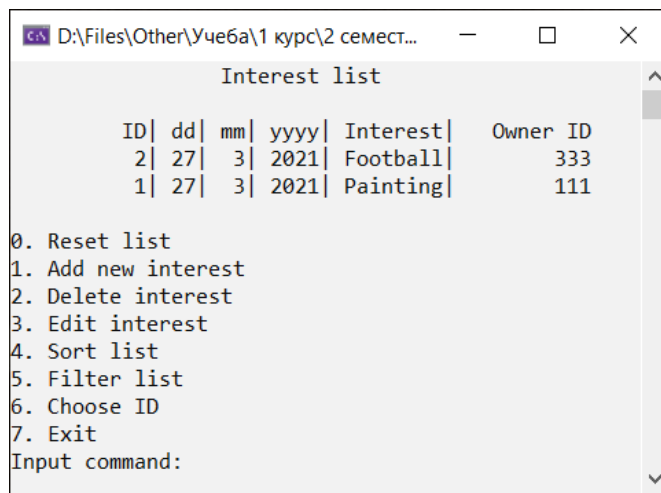 D:\Files\Other\Учеба\1 курс\2 семест...
Interest list
ID| dd| mm| yyyy| Interest| Owner ID
2| 27| 3| 2021| Football| 333
1| 27| 3| 2021| Painting| 111
0. Reset list
1. Add new interest
2. Delete interest
3. Edit interest
4. Sort list
5. Filter list
6. Choose ID
7. Exit
Input command: